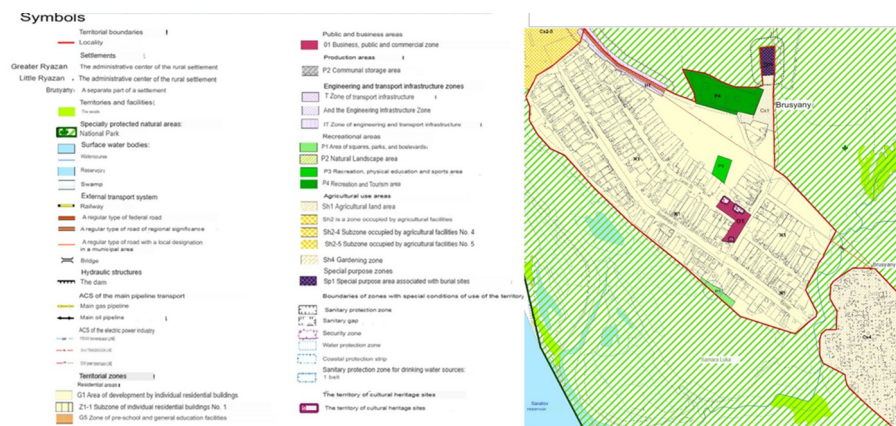 Symbols
Territorial boundaries
Locality
Settlements
Greater Ryazan The administrative center of the rural settlement
Little Ryazan The administrative center of the rural settlement
Brusyany A separate part of a settlement
Territories and facilities
Specially protected natural areas:
National Park
Surface water bodies:
Watercourse
Reservoirs
Swamp
External transport system
Railway
A regular type of federal road
A regular type of road of regional significance
A regular type of road with a local designation
in a municipal area
Bridge
Hydraulic structures
The dam
ACS of the main pipeline transport
Main gas pipeline
Main oil pipeline
ACS of the electric power industry
Territorial zones
Residential areas
G1 Area of development by individual residential buildings
Z1-1 Subzone of individual residential buildings No. 1
G5 Zone of pre-school and general education facilities
Public and business areas
01 Business, public and commercial zone
Production areas
P2 Communal storage area
Engineering and transport infrastructure zones
T Zone of transport infrastructure
And the Engineering Infrastructure Zone
IT Zone of engineering and transport infrastructure
Recreational areas
P1 Area of squares, parks, and boulevards
P2 Natural Landscape area
P3 Recreation, physical education and sports area
P4 Recreation and Tourism area
Agricultural use areas
Sh1 Agricultural land area
Sh2 is a zone occupied by agricultural facilities
Sh2-4 Subzone occupied by agricultural facilities No. 4
Sh2-5 Subzone occupied by agricultural facilities No. 5
Sh4 Gardening zone
Special purpose zones
Sp1 Special purpose area associated with burial sites
Boundaries of zones with special conditions of use of the territory
Sanitary protection zone
Sanitary gap
Security zone
Water protection zone
Coastal protection strip
Sanitary protection zone for drinking water sources:
1 belt
The territory of cultural heritage sites
The territory of cultural heritage sites
Сх2-5
Р4
Brusyany
Сх1
Ж1
Ж1
Ж1
Brusyany
Сх4
Saratov
reservoir